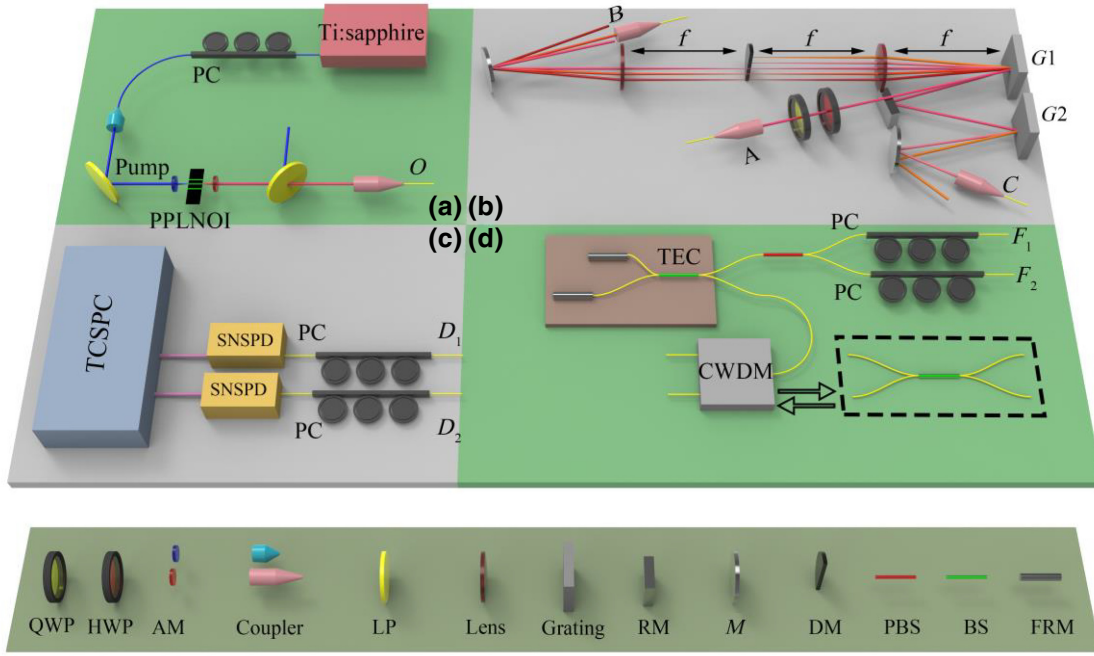 Ti:sapphire
PC
Pump
PPLNOI
O
(a) (b)
(c) (d)
B
f
f
f
G1
G2
A
C
TCSPC
SNSPD
SNSPD
PC
PC
D1
D2
TEC
PC
PC
F1
F2
CWDM
QWP HWP AM Coupler LP Lens Grating RM M DM PBS BS FRM